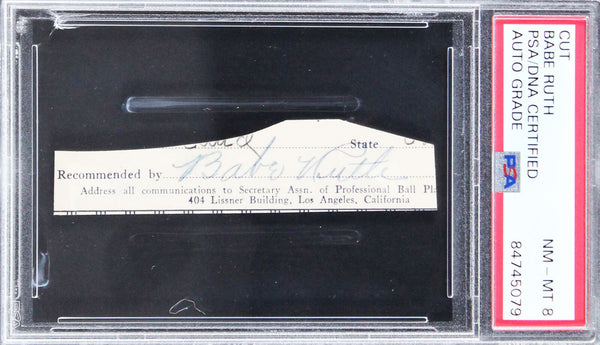 State
Recommended by Babe Ruth
Address all communications to Secretary Assn. of Professional Ball Pl
404 Lissner Building, Los Angeles, California
CUT
BABE RUTH
PSA/DNA CERTIFIED
AUTO GRADE
PSA
NM - MT 8
84745079